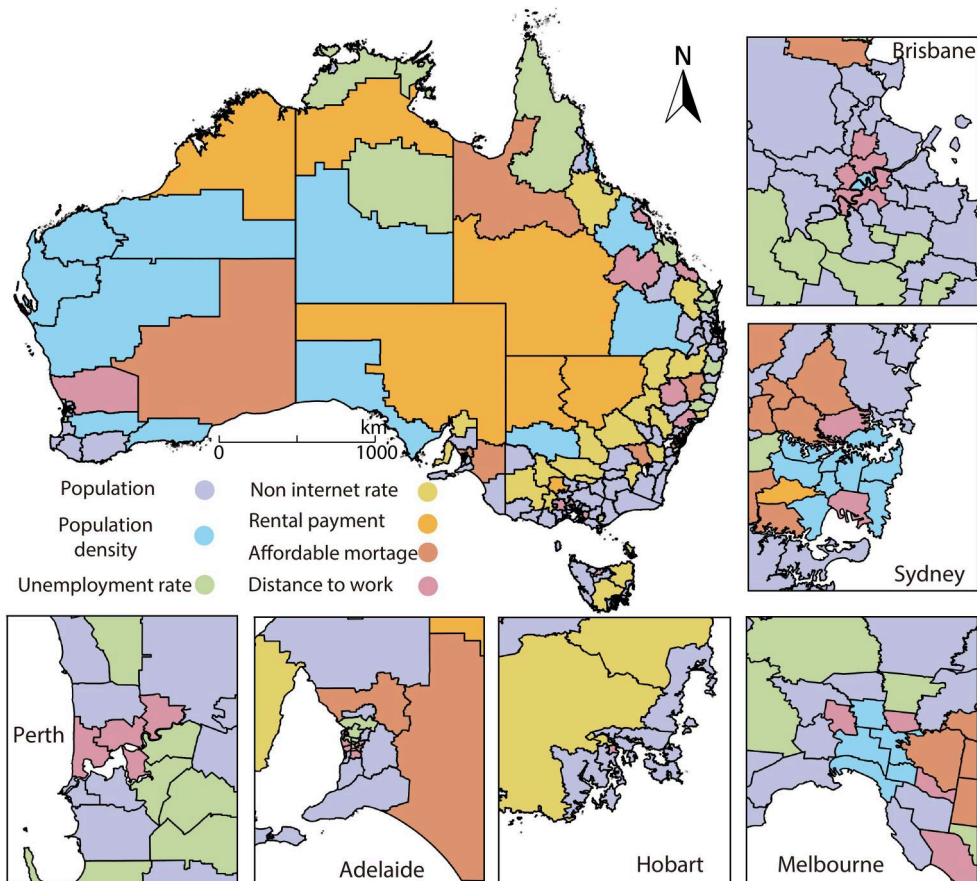 Brisbane
N
km
0 1000
Population
Population
density
Unemployment rate
Non internet rate
Rental payment
Affordable mortage
Distance to work
Sydney
Perth
Adelaide
Hobart
Melbourne